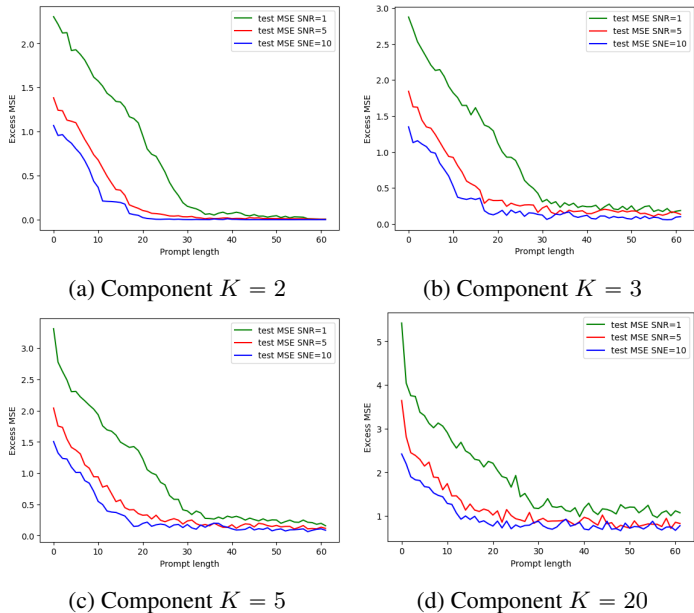 test MSE SNR=1
test MSE SNR=5
test MSE SNE=10
Excess MSE
2.0
1.5
1.0
0.5
0.0
0 10 20 30 40 50 60
Prompt length
(a) Component K = 2
test MSE SNR=1
test MSE SNR=5
test MSE SNE=10
Excess MSE
3.0
2.5
2.0
1.5
1.0
0.5
0.0
0 10 20 30 40 50 60
Prompt length
(b) Component K = 3
test MSE SNR=1
test MSE SNR=5
test MSE SNE=10
Excess MSE
3.0
2.5
2.0
1.5
1.0
0.5
0.0
0 10 20 30 40 50 60
Prompt length
(c) Component K = 5
test MSE SNR=1
test MSE SNR=5
test MSE SNE=10
Excess MSE
5
4
3
2
1
0 10 20 30 40 50 60
Prompt length
(d) Component K = 20